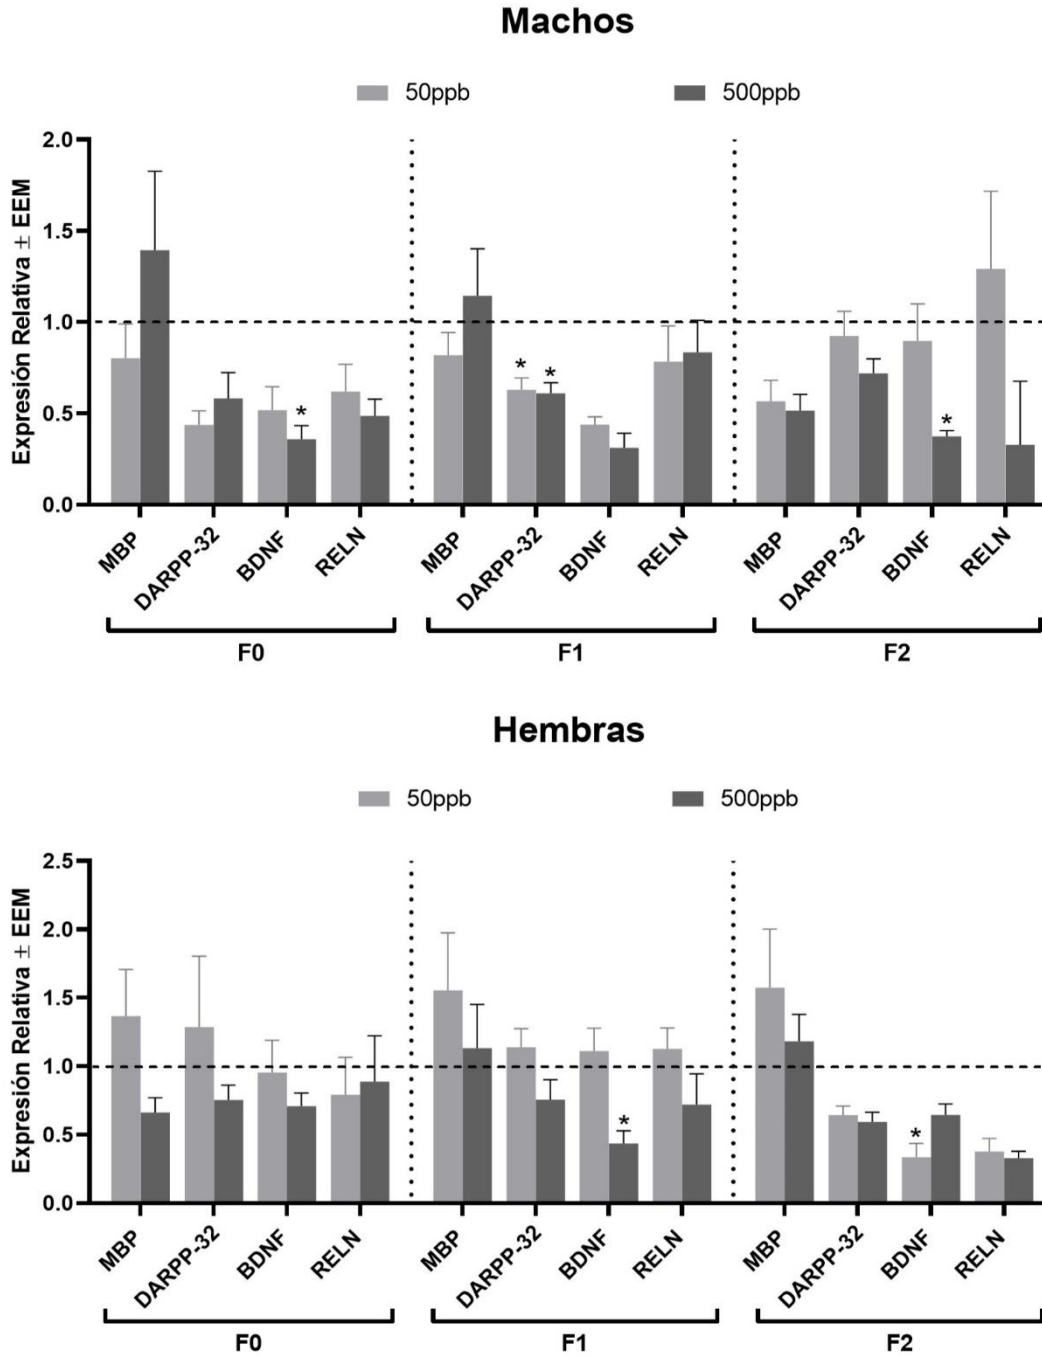 Machos
50ppb 500ppb
Expresión Relativa ± EEM
2.0
1.5
1.0
0.5
0.0
* * * *
MBP DARPP-32 BDNF RELN MBP DARPP-32 BDNF RELN MBP DARPP-32 BDNF RELN
F0 F1 F2
Hembras
50ppb 500ppb
Expresión Relativa ± EEM
2.5
2.0
1.5
1.0
0.5
0.0
* *
MBP DARPP-32 BDNF RELN MBP DARPP-32 BDNF RELN MBP DARPP-32 BDNF RELN
F0 F1 F2